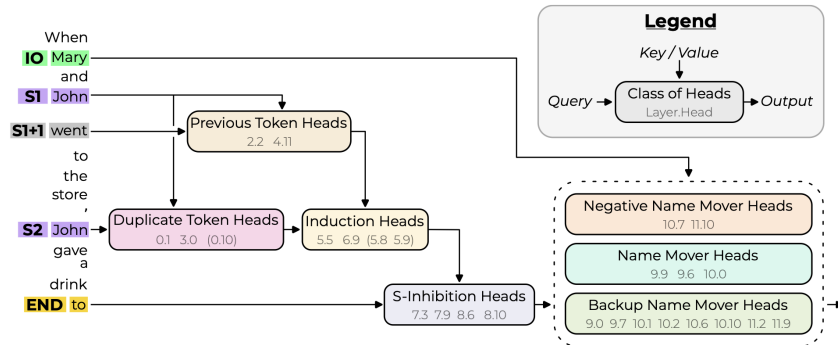 When
IO Mary
and
S1 John
S1+1 went
to
the
store
,
S2 John
gave
a
drink
END to
Previous Token Heads
2.2 4.11
Duplicate Token Heads
0.1 3.0 (0.10)
Induction Heads
5.5 6.9 (5.8 5.9)
S-Inhibition Heads
7.3 7.9 8.6 8.10
Legend
Key / Value
Query
Class of Heads
Layer.Head
Output
Negative Name Mover Heads
10.7 11.10
Name Mover Heads
9.9 9.6 10.0
Backup Name Mover Heads
9.0 9.7 10.1 10.2 10.6 10.10 11.2 11.9